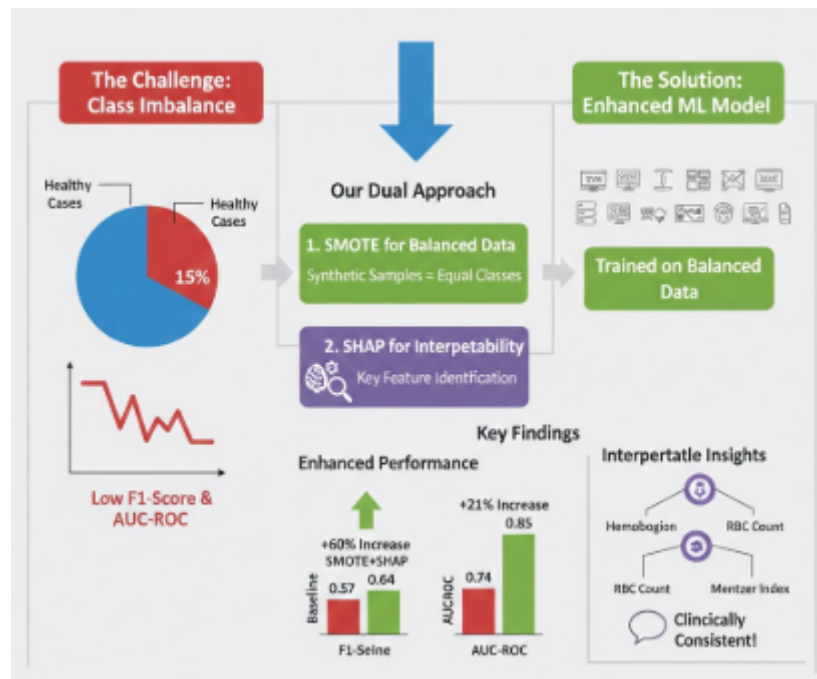 The Challenge:
Class Imbalance
Healthy
Cases
Healthy
Cases
15%
Low F1-Score &
AUC-ROC
Our Dual Approach
1. SMOTE for Balanced Data
Synthetic Samples = Equal Classes
2. SHAP for Interpetability
Key Feature Identfication
The Solution:
Enhanced ML Model
Trained on Balanced
Data
Key Findings
Enhanced Performance
+60% Increase
SMOTE+SHAP
Baseline
0.57
0.64
F1-Seine
+21% Increase
0.85
AUCROC
0.74
AUC-ROC
Interpertatle Insights
Hemobogion
RBC Count
RBC Count
Mentzer Index
Clincically
Consistent!